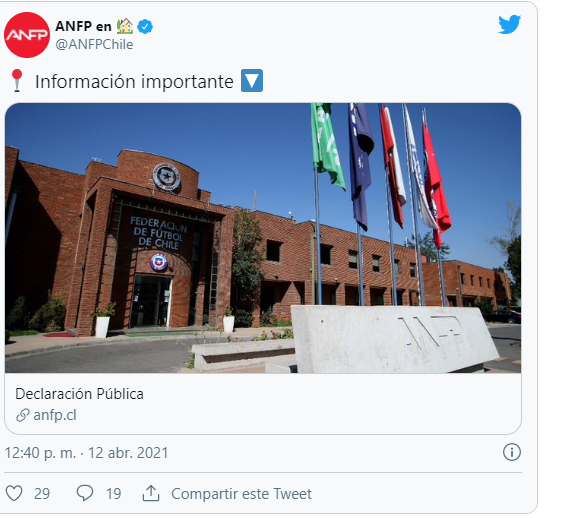 ANFP
ANFP en
@ANFPChile
Información importante
FEDERACION
DE FÚTBOL
DE CHILE
ANFP
Declaración Pública
anfp.cl
12:40 p. m. · 12 abr. 2021
29 19 Compartir este Tweet